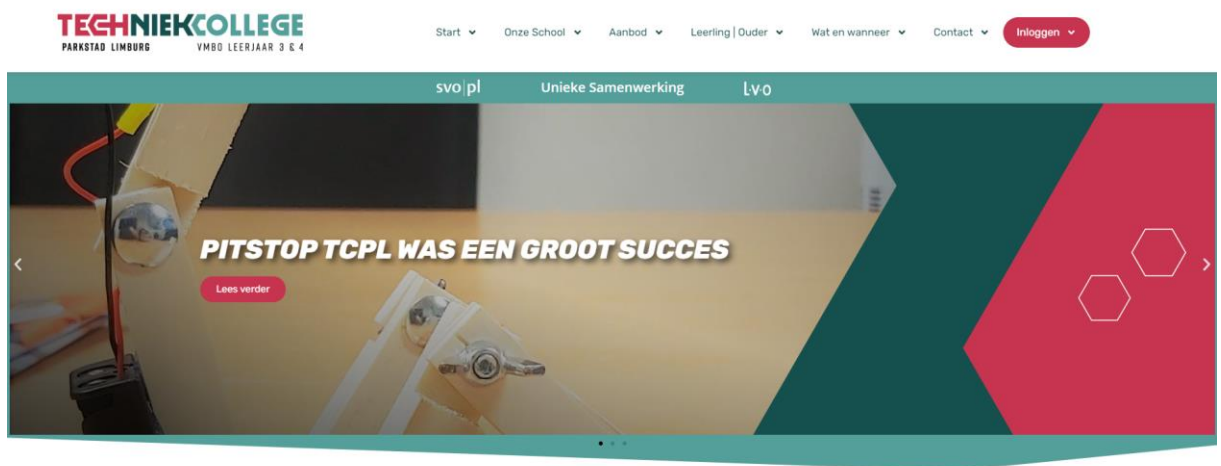 TECHNIEKCOLLEGE
PARKSTAD LIMBURG VMBO LEERJAAR 3 & 4
Start Onze School Aanbod Leerling | Ouder Wat en wanneer Contact Inloggen
svo|pl Unieke Samenwerking L·V·O
PITSTOP TCPL WAS EEN GROOT SUCCES
Lees verder